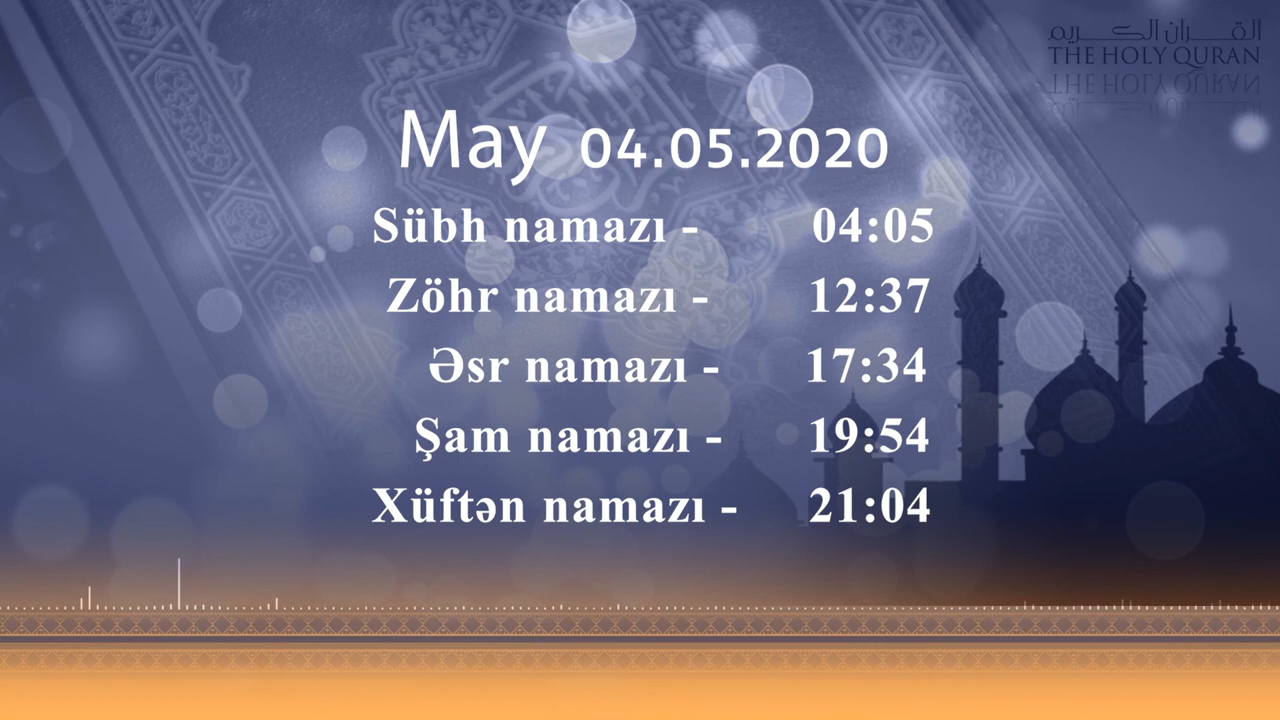 القرآن الكريم
THE HOLY QURAN
May 04.05.2020
Sübh namazı - 04:05
Zöhr namazı - 12:37
Əsr namazı - 17:34
Şam namazı - 19:54
Xüftən namazı - 21:04